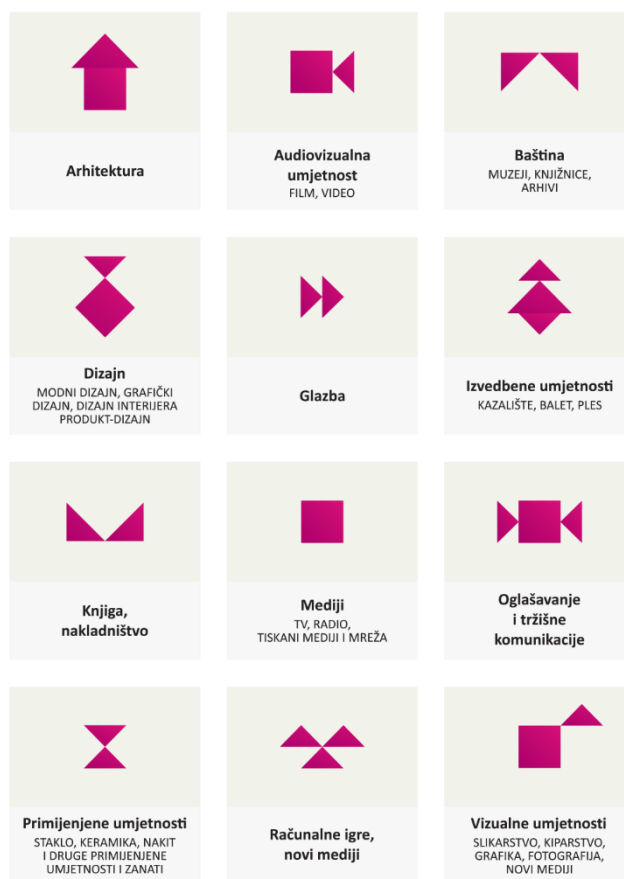 Arhitektura
Audiovizualna
umjetnost
FILM, VIDEO
Baština
MUZEJI, KNJIŽNICE,
ARHIVI
Dizajn
MODNI DIZAJN, GRAFIČKI
DIZAJN, DIZAJN INTERIJERA
PRODUKT-DIZAJN
Glazba
Izvedbene umjetnosti
KAZALIŠTE, BALET, PLES
Knjiga,
nakladništvo
Mediji
TV, RADIO,
TISKANI MEDIJI I MREŽA
Oglašavanje
i tržišne
komunikacije
Primijenjene umjetnosti
STAKLO, KERAMIKA, NAKIT
I DRUGE PRIMIJENJENE
UMJETNOSTI I ZANATI
Računalne igre,
novi mediji
Vizualne umjetnosti
SLIKARSTVO, KIPARSTVO,
GRAFIKA, FOTOGRAFIJA,
NOVI MEDIJI